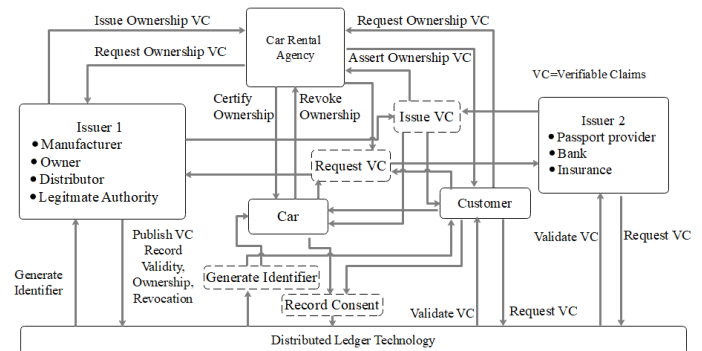 Issue Ownership VC
Request Ownership VC
Car Rental
Agency
Request Ownership VC
Assert Ownership VC
VC=Verifiable Claims
Certify
Ownership
Revoke
Ownership
Issue VC
Issuer 1
Manufacturer
Owner
Distributor
Legitmate Authority
Issuer 2
Passport provider
Bank
Insurance
Request VC
Car
Customer
Generate
Identifier
Publish VC
Record
Validity,
Ownership,
Revocation
Generate Identifier
Record Consent
Validate VC
Request VC
Validate VC
Request VC
Distributed Ledger Technology